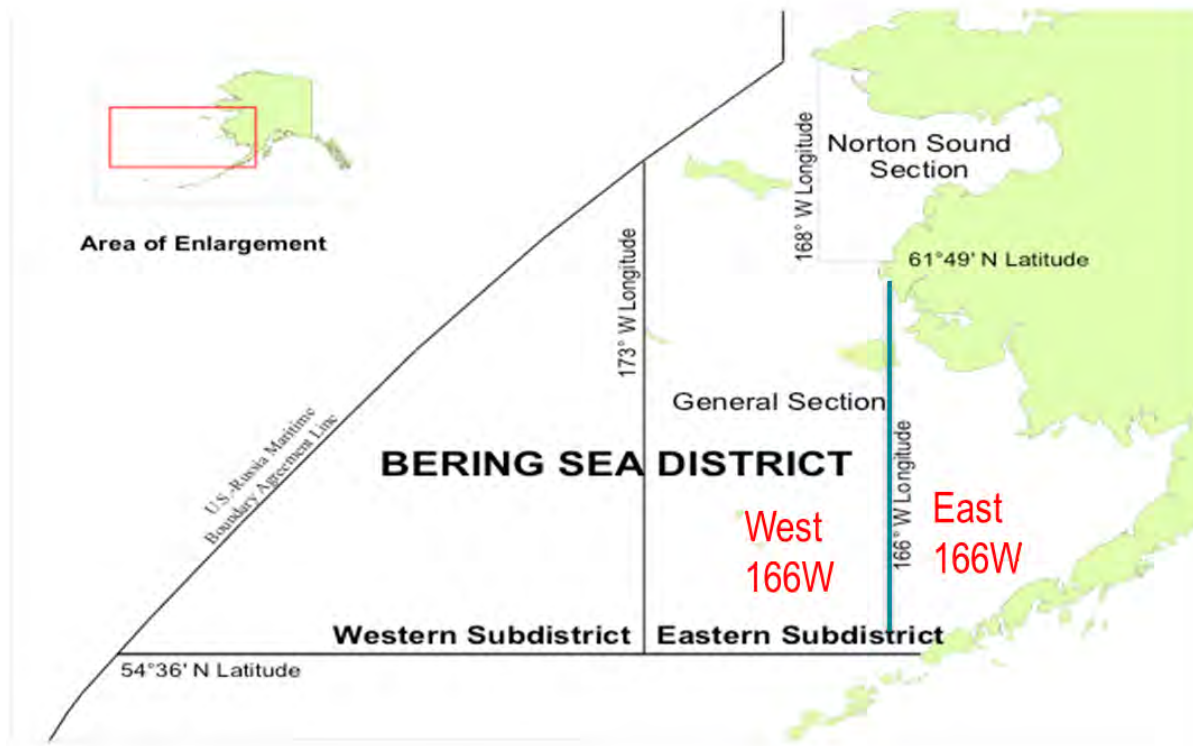 Area of Enlargement
168° W Longitude
Norton Sound
Section
61°49' N Latitude
173° W Longitude
General Section
U.S.-Russia Maritime
Boundary Agreement Line
BERING SEA DISTRICT
166° W Longitude
West
166W
East
166W
Western Subdistrict
Eastern Subdistrict
54°36' N Latitude